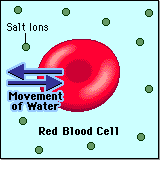 Salt Ions
Movement
of Water
Red Blood Cell